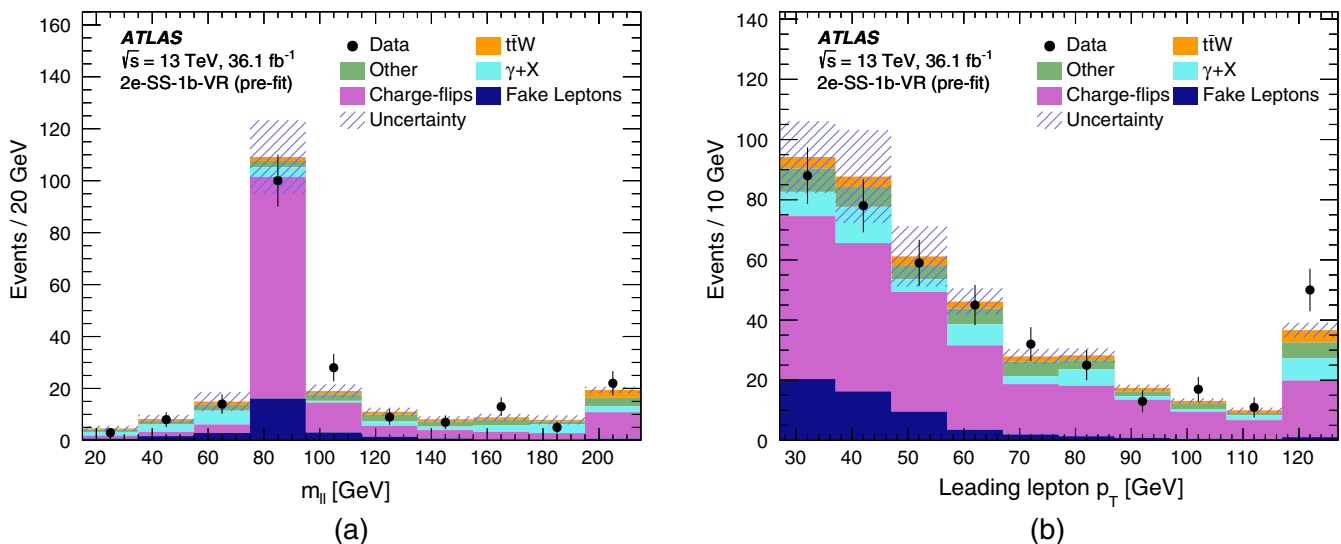 ATLAS
√s = 13 TeV, 36.1 fb⁻¹
2e-SS-1b-VR (pre-fit)
Data
tt̄W
Other
γ+X
Charge-flips
Fake Leptons
Uncertainty
Events / 20 GeV
160
140
120
100
80
60
40
20
0
20 40 60 80 100 120 140 160 180 200
m_ll [GeV]
(a)
ATLAS
√s = 13 TeV, 36.1 fb⁻¹
2e-SS-1b-VR (pre-fit)
Data
tt̄W
Other
γ+X
Charge-flips
Fake Leptons
Uncertainty
Events / 10 GeV
140
120
100
80
60
40
20
0
30 40 50 60 70 80 90 100 110 120
Leading lepton p_T [GeV]
(b)